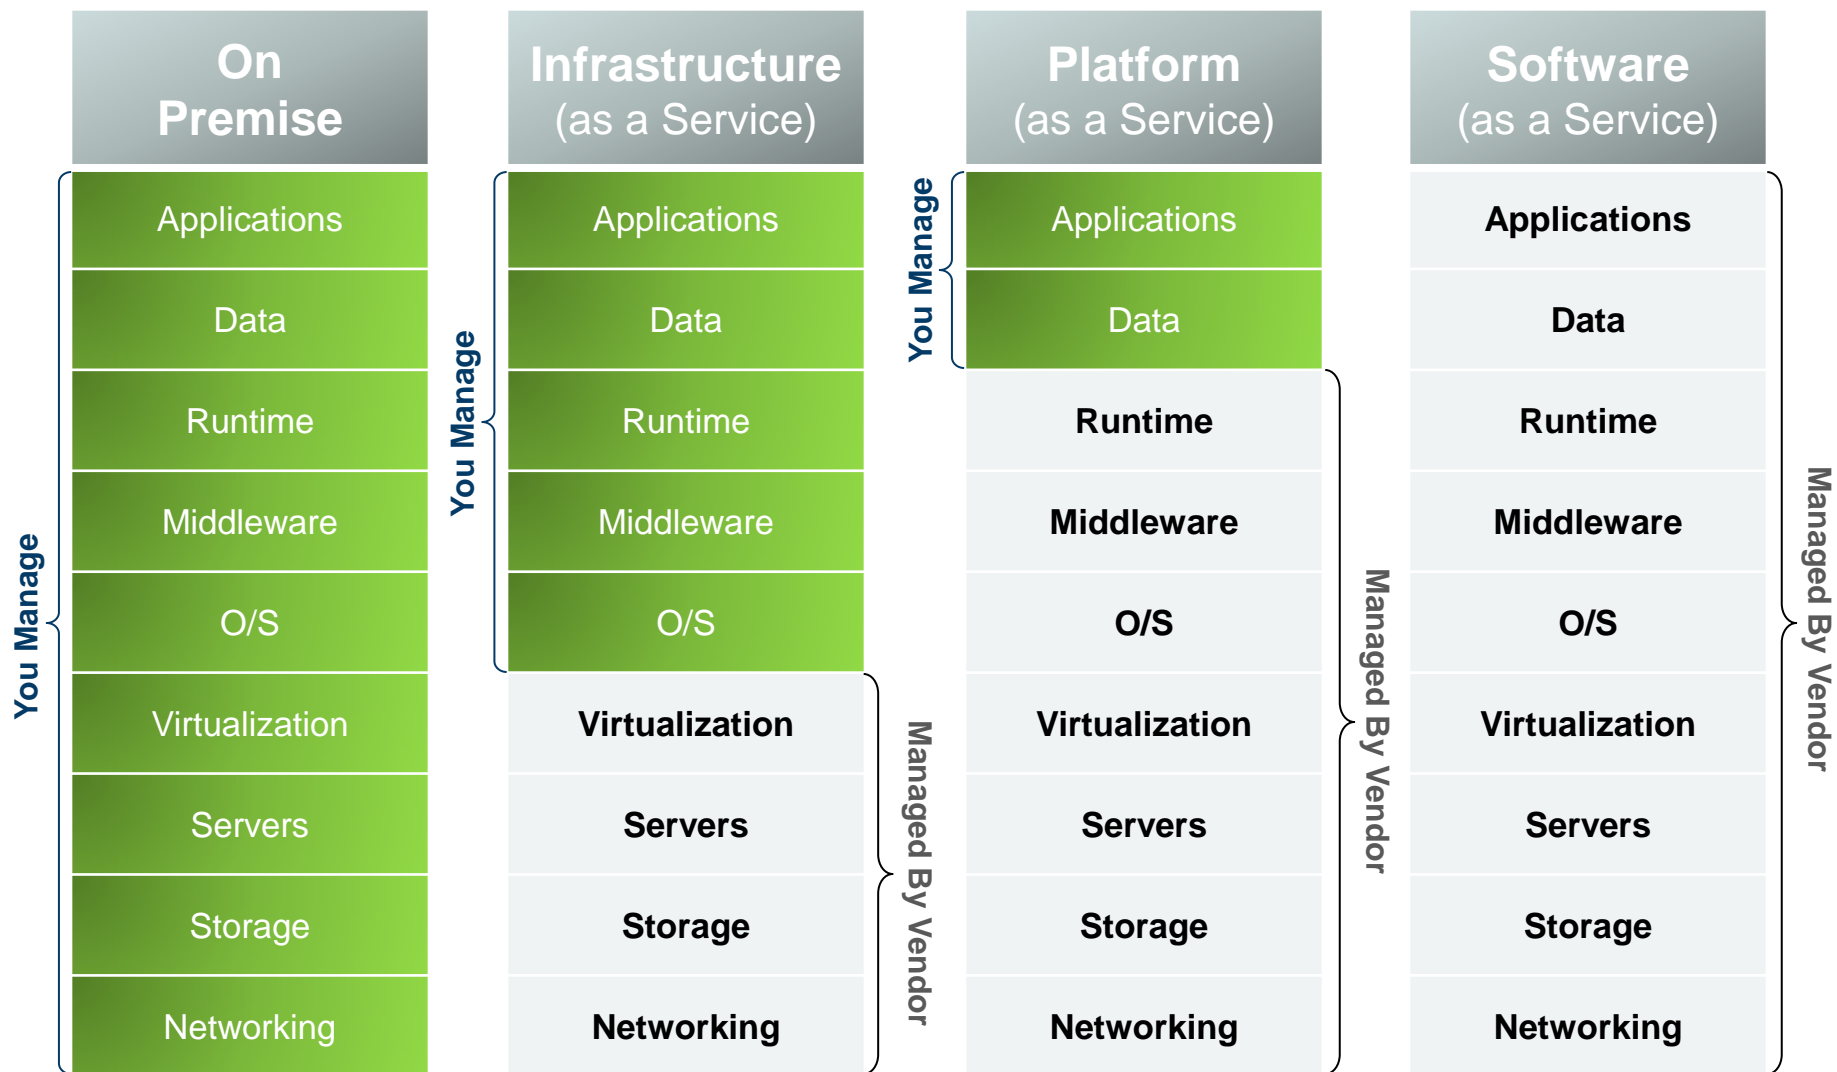 On
Premise
You Manage
Applications
Data
Runtime
Middleware
O/S
Virtualization
Servers
Storage
Networking
Infrastructure
(as a Service)
You Manage
Applications
Data
Runtime
Middleware
O/S
Virtualization
Servers
Storage
Networking
Managed By Vendor
Platform
(as a Service)
You Manage
Applications
Data
Runtime
Middleware
O/S
Virtualization
Servers
Storage
Networking
Managed By Vendor
Software
(as a Service)
Applications
Data
Runtime
Middleware
O/S
Virtualization
Servers
Storage
Networking
Managed By Vendor